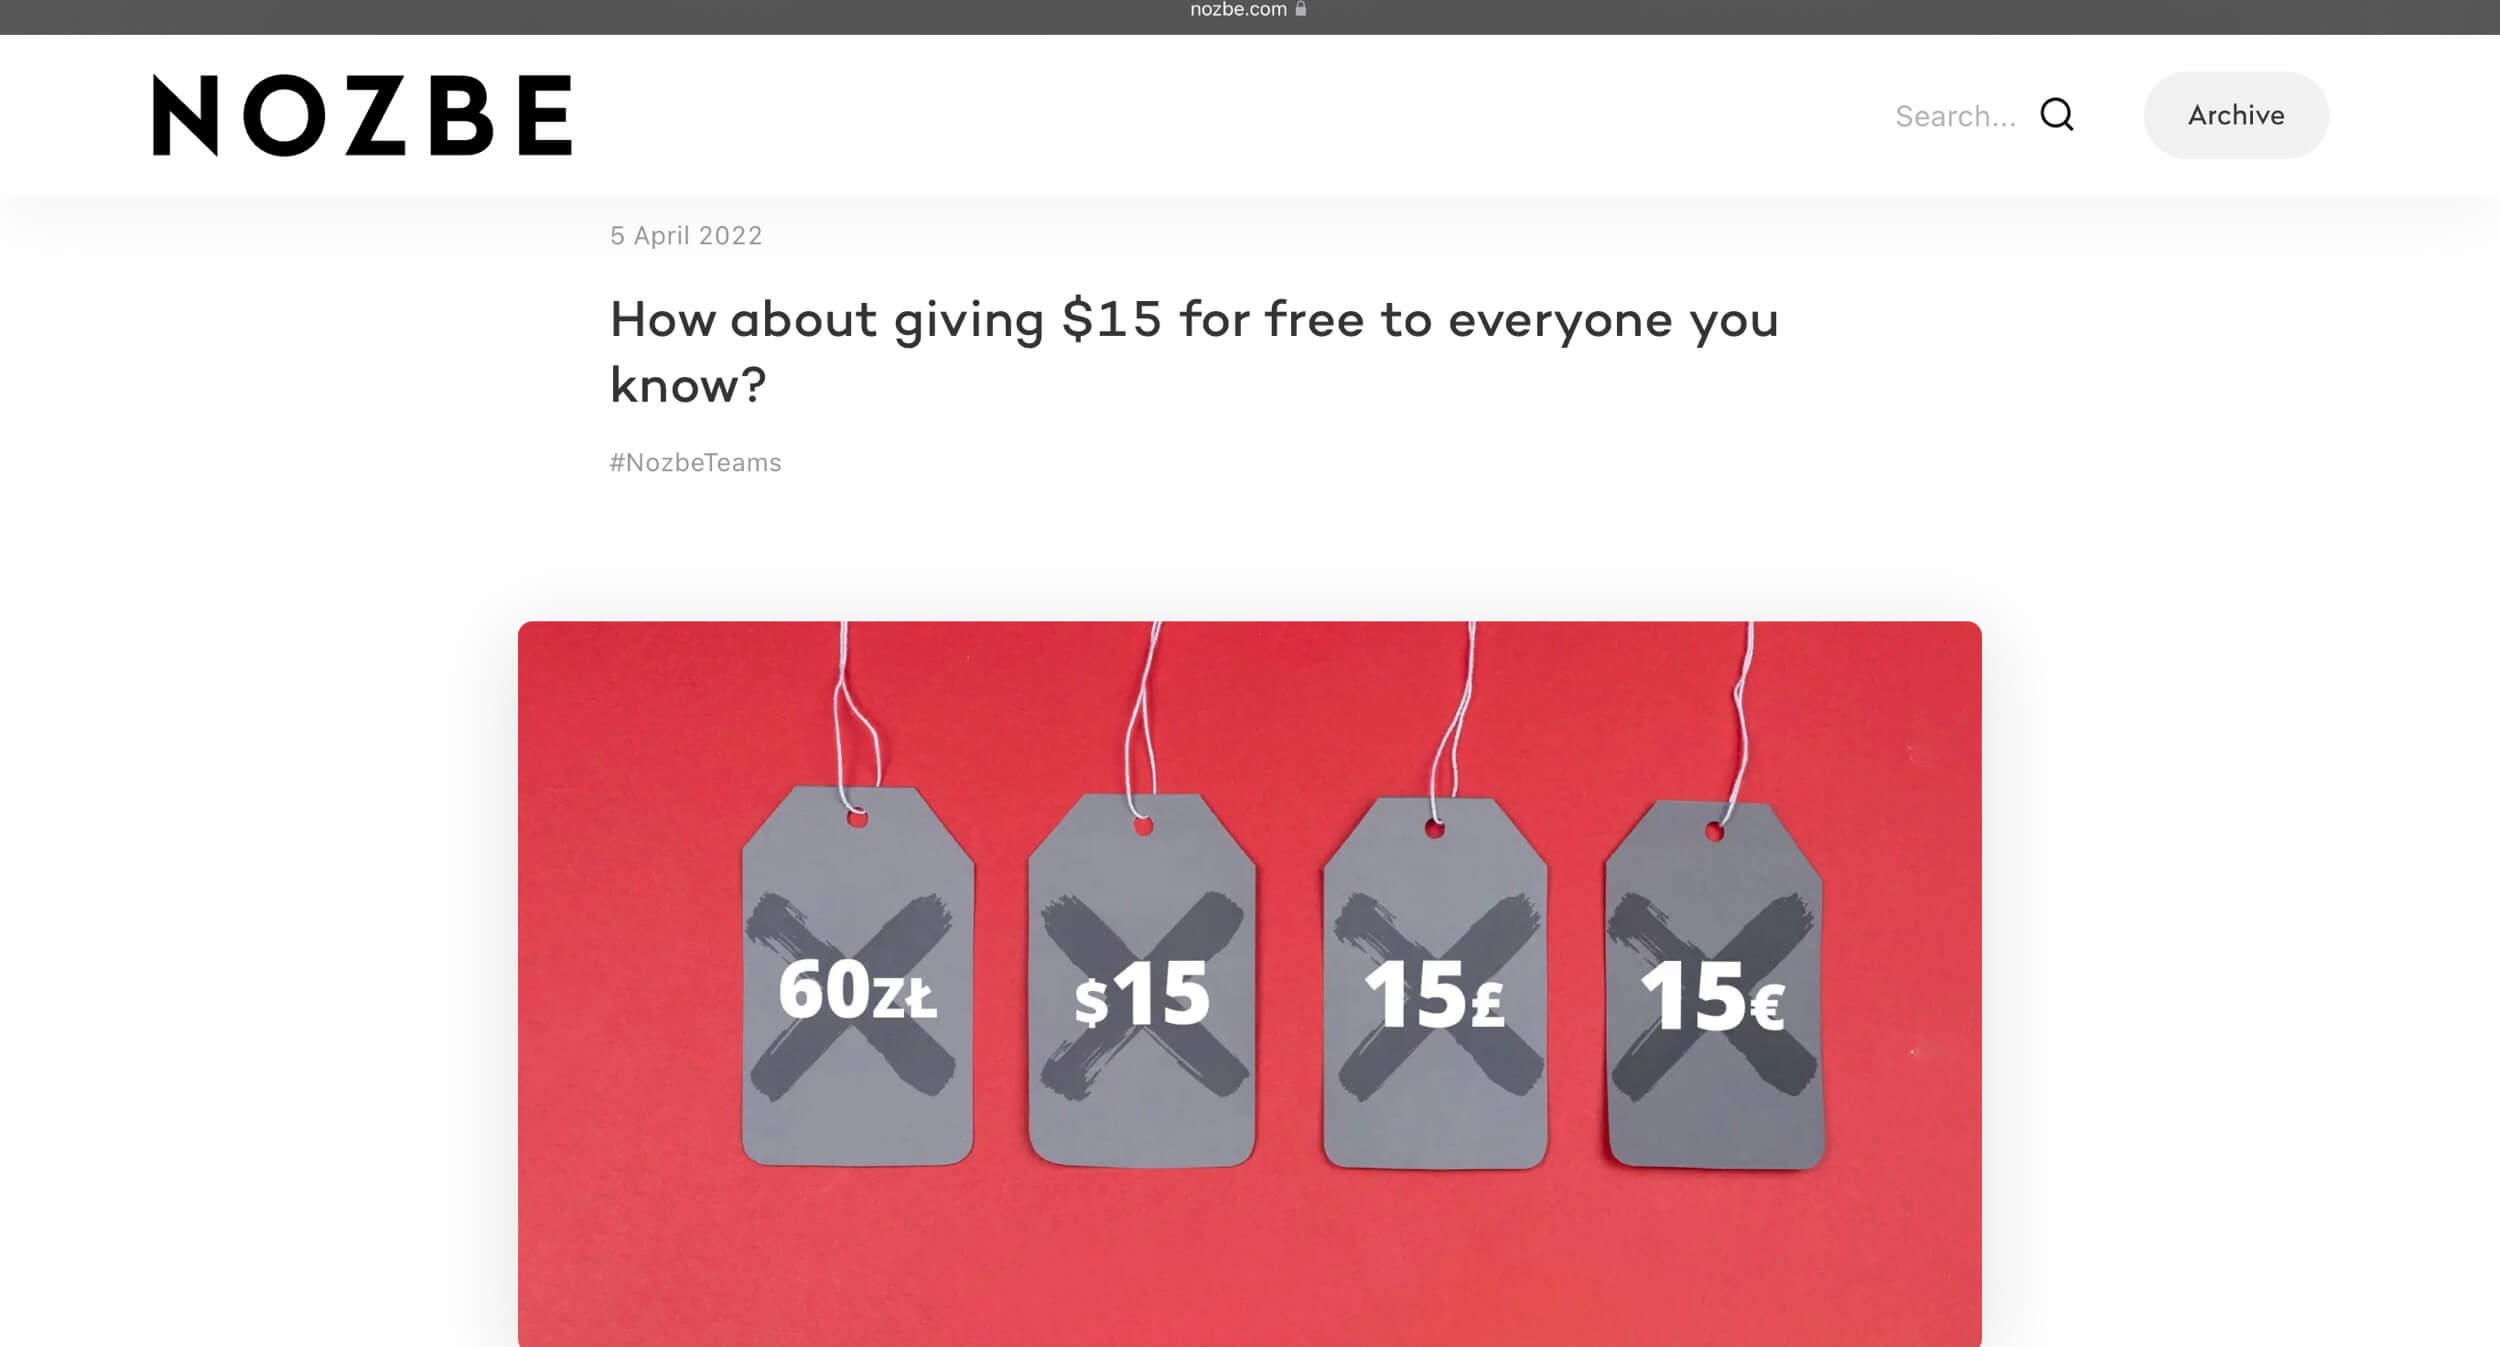 nozbe.com
NOZBE
Search...
Archive
5 April 2022
How about giving $15 for free to everyone you
know?
#NozbeTeams
60ZŁ
$15
15£
15€